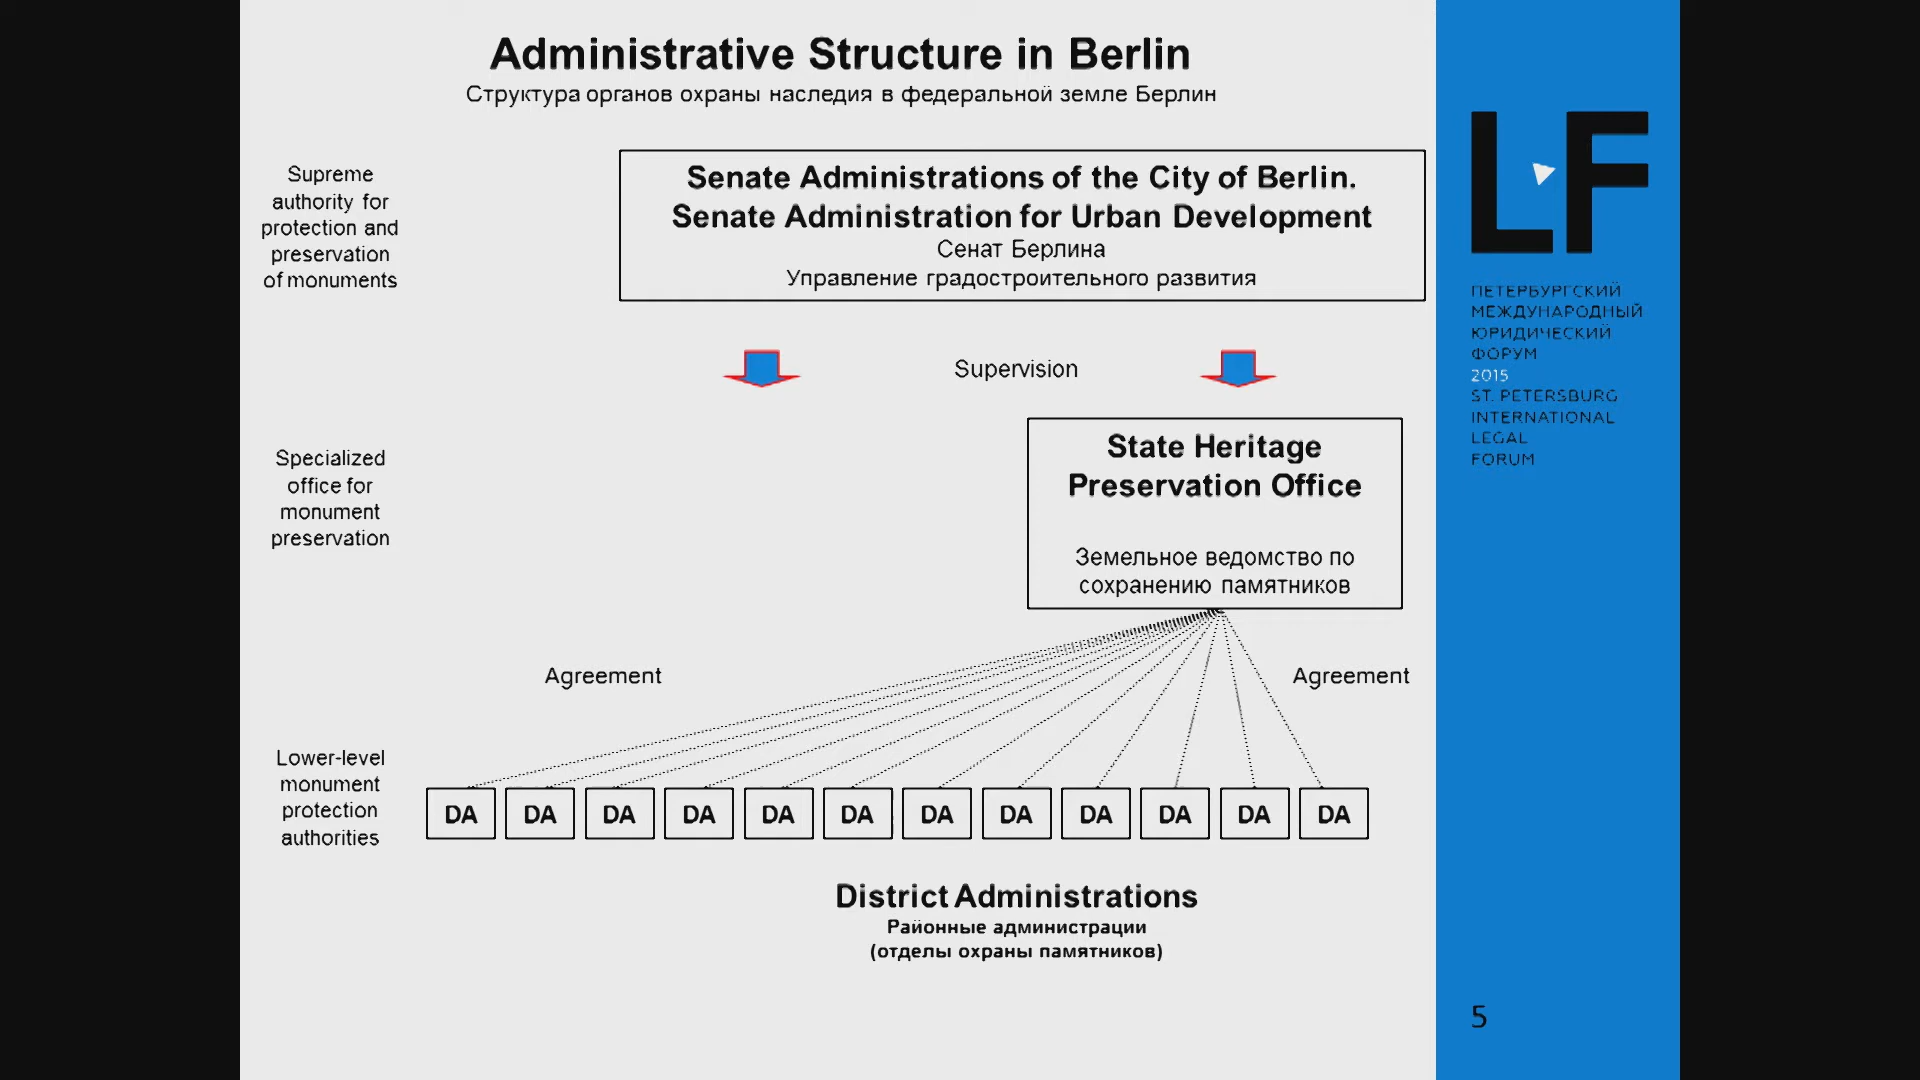 Administrative Structure in Berlin
Структура органов охраны наследия в федеральной земле Берлин
Supreme
authority for
protection and
preservation
of monuments
Senate Administrations of the City of Berlin.
Senate Administration for Urban Development
Сенат Берлина
Управление градостроительного развития
Supervision
Specialized
office for
monument
preservation
State Heritage
Preservation Office
Земельное ведомство по
сохранению памятников
Agreement
Agreement
Lower-level
monument
protection
authorities
DA DA DA DA DA DA DA DA DA DA DA DA
District Administrations
Районные администрации
(отделы охраны памятников)
LF
ПЕТЕРБУРГСКИЙ
МЕЖДУНАРОДНЫЙ
ЮРИДИЧЕСКИЙ
ФОРУМ
2015
ST. PETERSBURG
INTERNATIONAL
LEGAL
FORUM
5